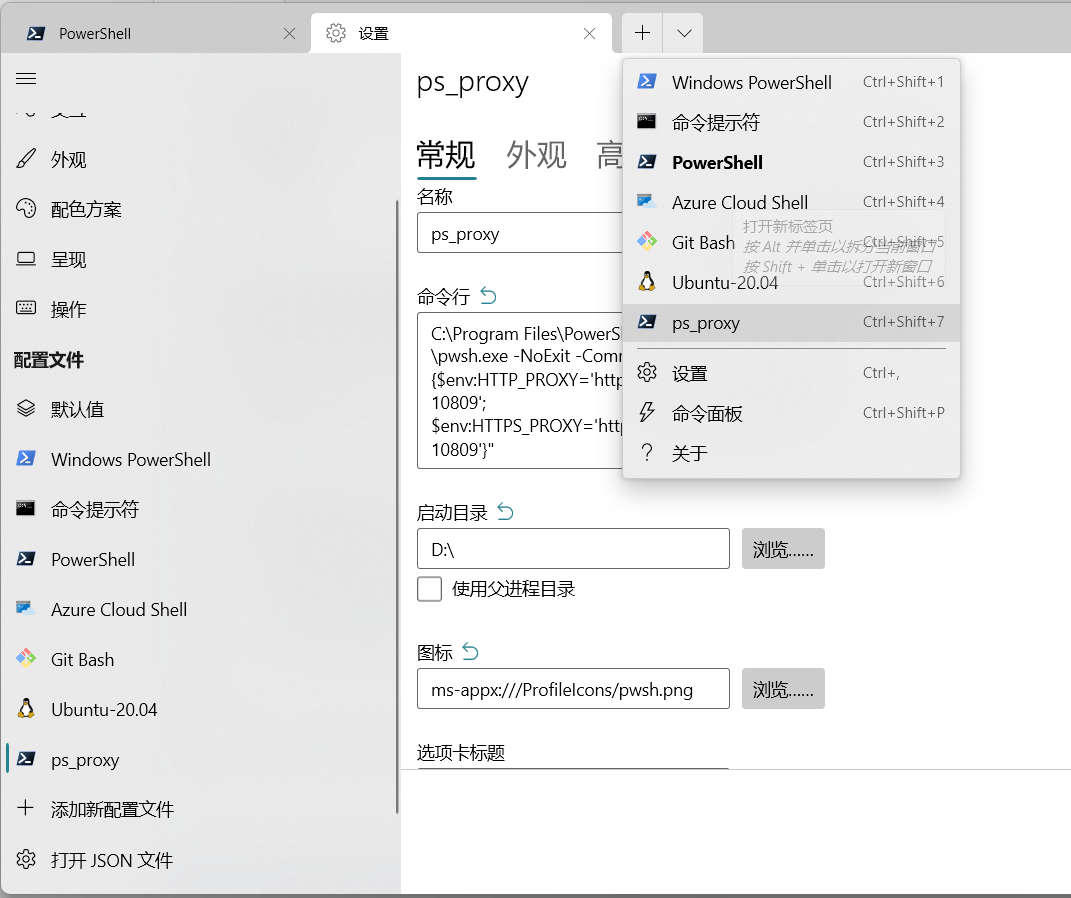 PowerShell
设置
外观
配色方案
呈现
操作
配置文件
默认值
Windows PowerShell
命令提示符
PowerShell
Azure Cloud Shell
Git Bash
Ubuntu-20.04
ps_proxy
添加新配置文件
打开 JSON 文件
ps_proxy
常规 外观 高
名称
ps_proxy
命令行
C:\Program Files\PowerS
\pwsh.exe -NoExit -Com
{$env:HTTP_PROXY='http
10809';
$env:HTTPS_PROXY='http
10809'}"
启动目录
D:\
浏览......
使用父进程目录
图标
ms-appx:///ProfileIcons/pwsh.png
浏览......
选项卡标题
Windows PowerShell Ctrl+Shift+1
命令提示符 Ctrl+Shift+2
PowerShell Ctrl+Shift+3
Azure Cloud Shell Ctrl+Shift+4
打开新标签页
Git Bash Ctrl+Shift+5
按 Alt 并单击以拆分当前窗口
按 Shift + 单击以打开新窗口
Ubuntu-20.04 Ctrl+Shift+6
ps_proxy Ctrl+Shift+7
设置 Ctrl+,
命令面板 Ctrl+Shift+P
关于